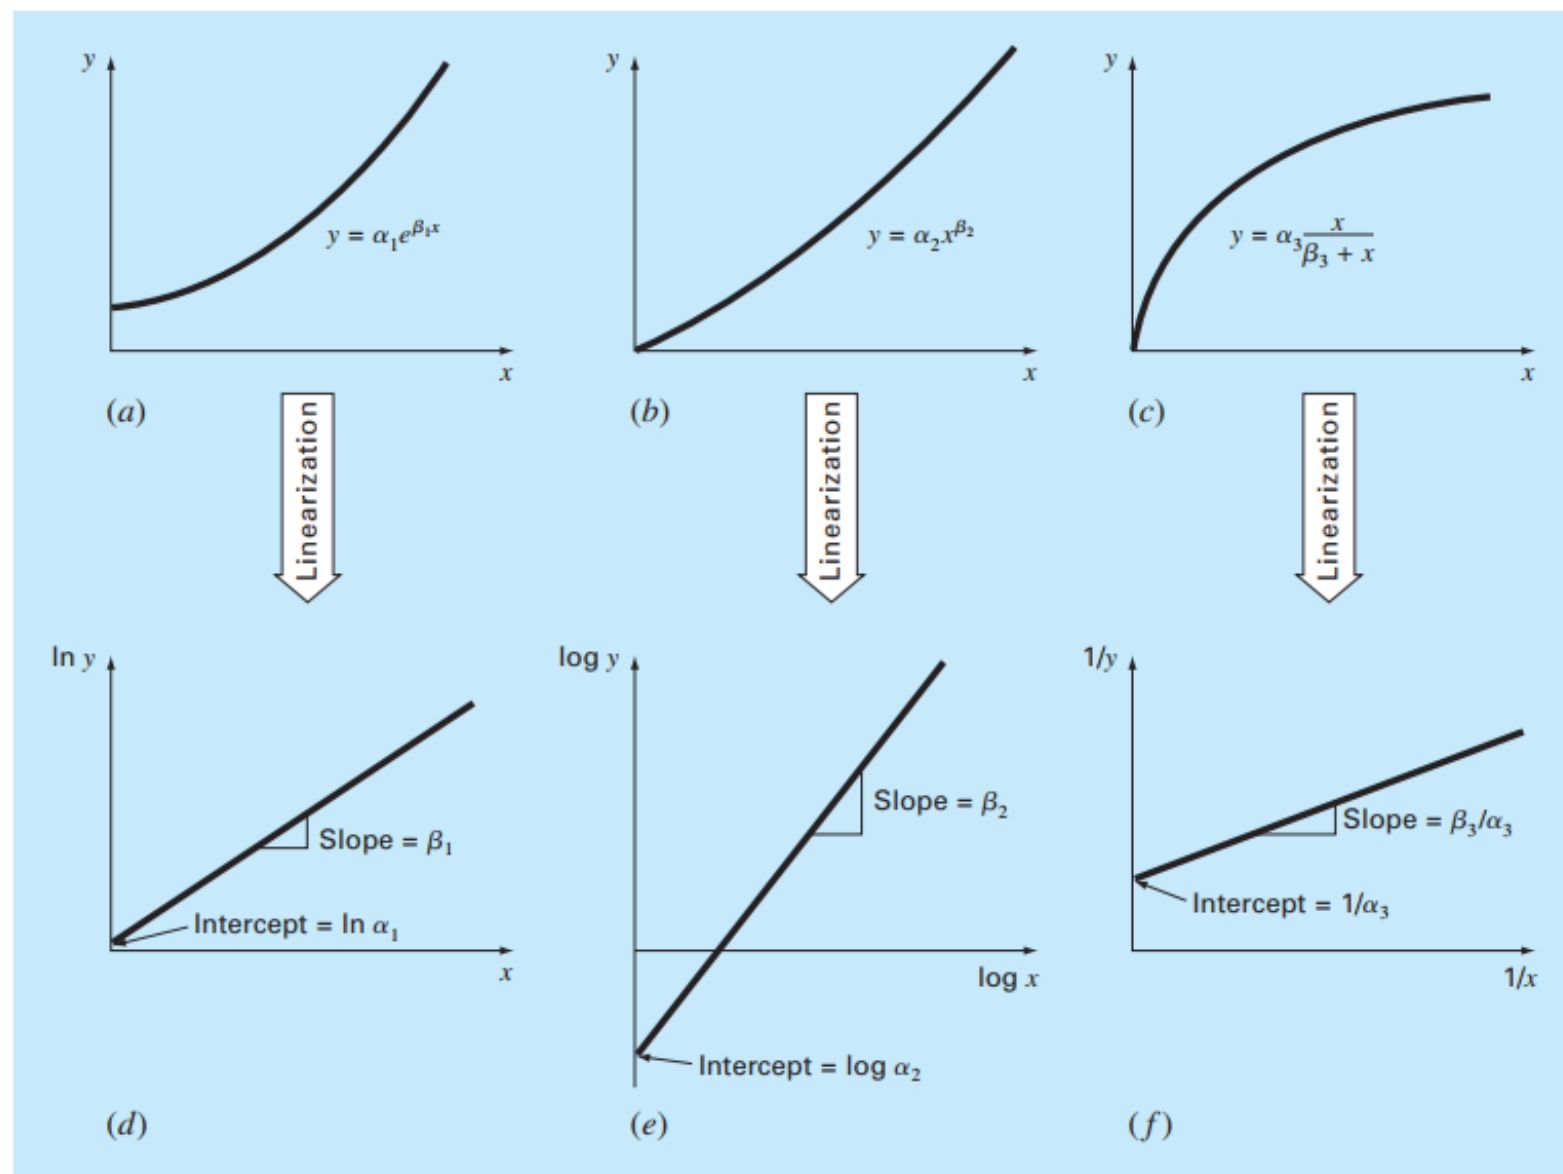 y
y = α₁e^{β₁x}
x
(a)
y
y = α₂x^{β₂}
x
(b)
y
y = α₃ x/(β₃ + x)
x
(c)
Linearization
Linearization
Linearization
ln y
Slope = β₁
Intercept = ln α₁
x
(d)
log y
Slope = β₂
log x
Intercept = log α₂
(e)
1/y
Slope = β₃/α₃
Intercept = 1/α₃
1/x
(f)